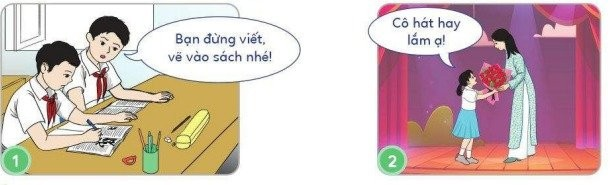 Bạn đừng viết,
vẽ vào sách nhé!
1
Cô hát hay
lắm ạ!
2